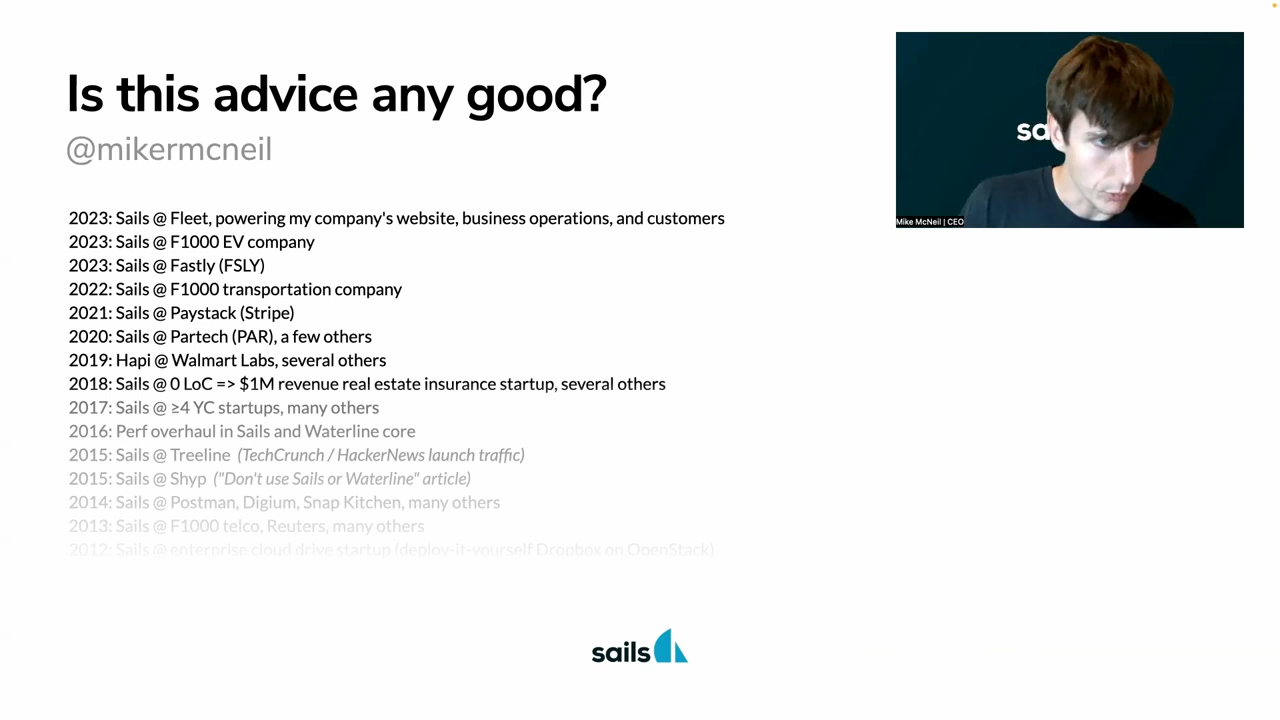 Is this advice any good?
@mikermcneil
2023: Sails @ Fleet, powering my company's website, business operations, and customers
2023: Sails @ F1000 EV company
2023: Sails @ Fastly (FSLY)
2022: Sails @ F1000 transportation company
2021: Sails @ Paystack (Stripe)
2020: Sails @ Partech (PAR), a few others
2019: Hapi @ Walmart Labs, several others
2018: Sails @ 0 LoC => $1M revenue real estate insurance startup, several others
2017: Sails @ ≥4 YC startups, many others
2016: Perf overhaul in Sails and Waterline core
2015: Sails @ Treeline (TechCrunch / HackerNews launch traffic)
2015: Sails @ Shyp ("Don't use Sails or Waterline" article)
2014: Sails @ Postman, Digium, Snap Kitchen, many others
2013: Sails @ F1000 telco, Reuters, many others
2012: Sails @ enterprise cloud drive startup (deploy-it-yourself Dropbox on OpenStack)
sa
Mike McNeil | CEO
sails